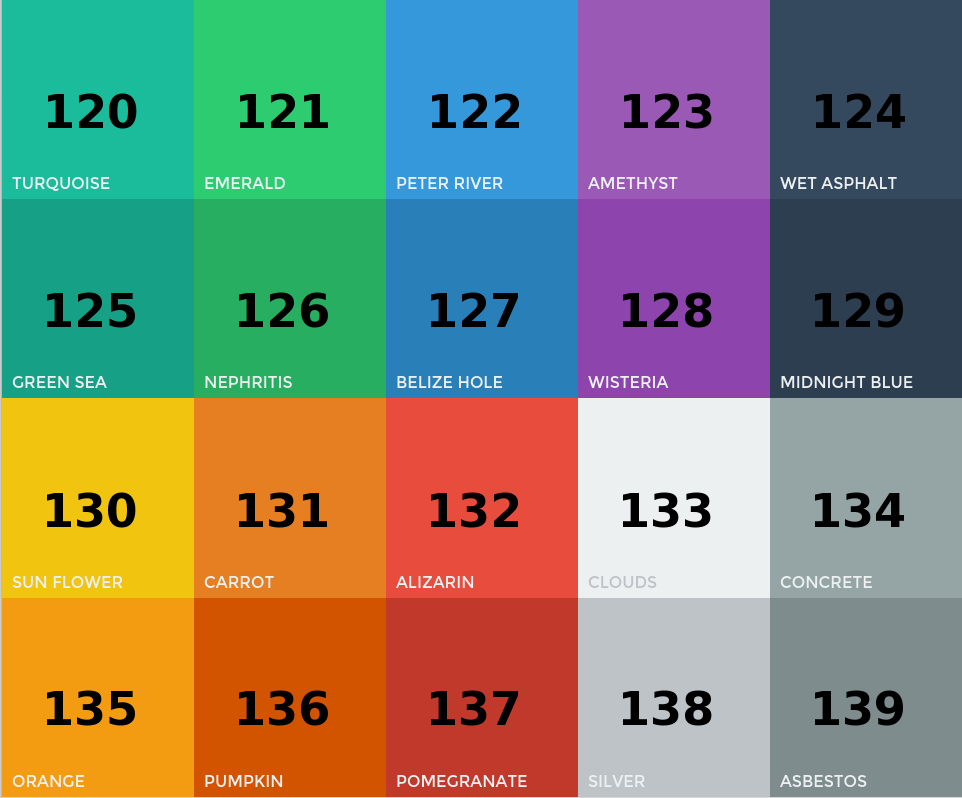 120 121 122 123 124
TURQUOISE EMERALD PETER RIVER AMETHYST WET ASPHALT
125 126 127 128 129
GREEN SEA NEPHRITIS BELIZE HOLE WISTERIA MIDNIGHT BLUE
130 131 132 133 134
SUN FLOWER CARROT ALIZARIN CLOUDS CONCRETE
135 136 137 138 139
ORANGE PUMPKIN POMEGRANATE SILVER ASBESTOS